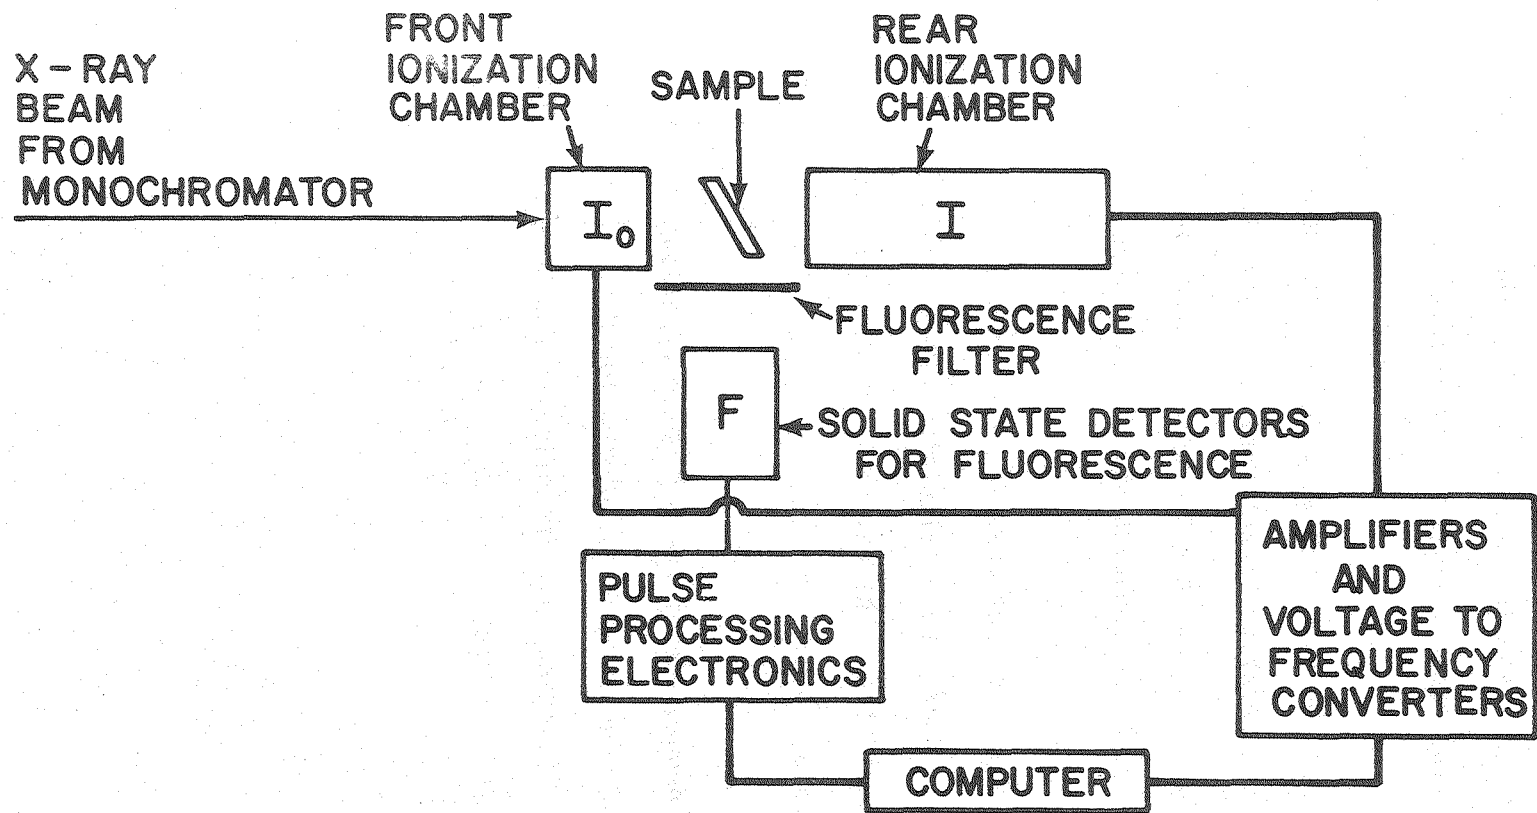 X-RAY
BEAM
FROM
MONOCHROMATOR
FRONT
IONIZATION
CHAMBER
SAMPLE
REAR
IONIZATION
CHAMBER
I₀
I
FLUORESCENCE
FILTER
F
SOLID STATE DETECTORS
FOR FLUORESCENCE
PULSE
PROCESSING
ELECTRONICS
AMPLIFIERS
AND
VOLTAGE TO
FREQUENCY
CONVERTERS
COMPUTER